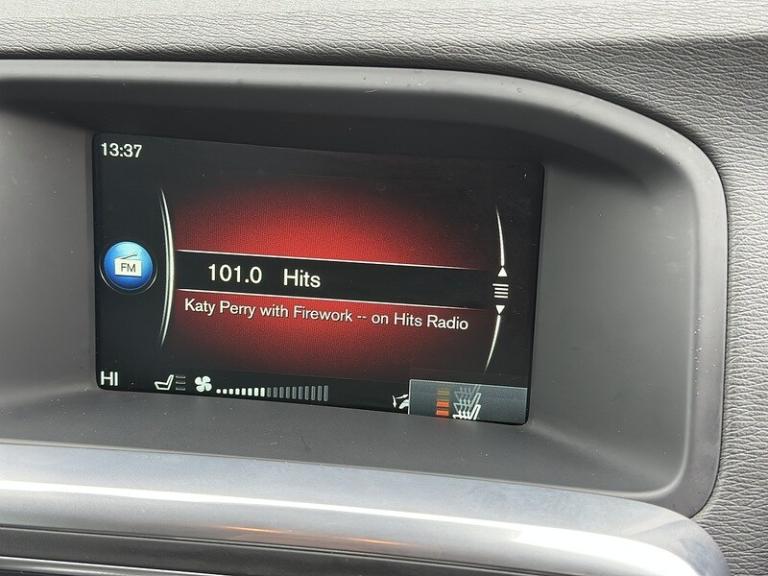 13:37
FM
101.0 Hits
Katy Perry with Firework -- on Hits Radio
HI